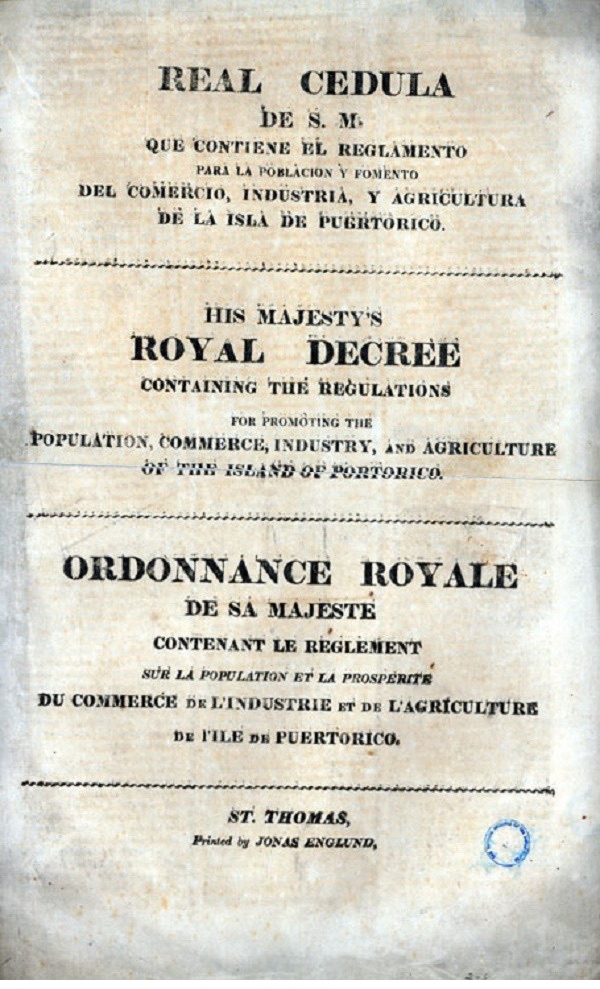 REAL CEDULA
DE S. M.
QUE CONTIENE EL REGLAMENTO
PARA LA POBLACION Y FOMENTO
DEL COMERCIO, INDUSTRIA, Y AGRICULTURA
DE LA ISLA DE PUERTORICO.
HIS MAJESTY'S
ROYAL DECREE
CONTAINING THE REGULATIONS
FOR PROMOTING THE
POPULATION, COMMERCE, INDUSTRY, AND AGRICULTURE
OF THE ISLAND OF PORTORICO.
ORDONNANCE ROYALE
DE SA MAJESTE
CONTENANT LE REGLEMENT
SUR LA POPULATION ET LA PROSPERITÉ
DU COMMERCE DE L'INDUSTRIE ET DE L'AGRICULTURE
DE l'ILE DE PUERTORICO.
ST. THOMAS,
Printed by JONAS ENGLUND,